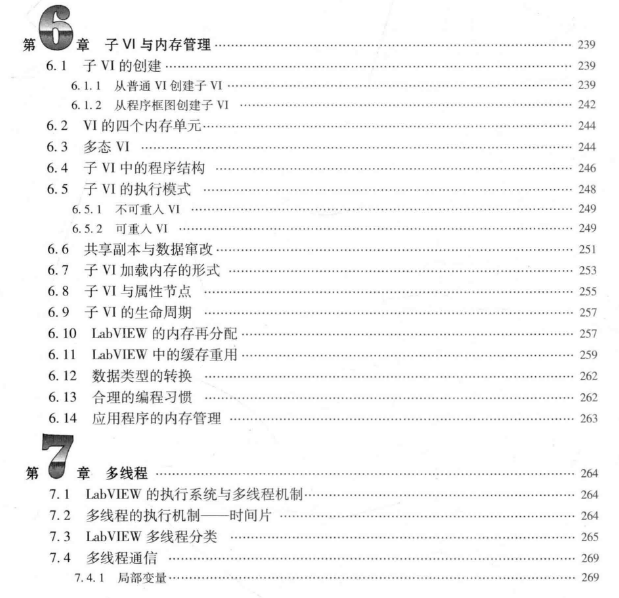 第6章 子 VI 与内存管理 …… 239
6.1 子 VI 的创建 …… 239
6.1.1 从普通 VI 创建子 VI …… 239
6.1.2 从程序框图创建子 VI …… 242
6.2 VI 的四个内存单元 …… 244
6.3 多态 VI …… 244
6.4 子 VI 中的程序结构 …… 246
6.5 子 VI 的执行模式 …… 248
6.5.1 不可重入 VI …… 249
6.5.2 可重入 VI …… 249
6.6 共享副本与数据窜改 …… 251
6.7 子 VI 加载内存的形式 …… 253
6.8 子 VI 与属性节点 …… 255
6.9 子 VI 的生命周期 …… 257
6.10 LabVIEW 的内存再分配 …… 257
6.11 LabVIEW 中的缓存重用 …… 259
6.12 数据类型的转换 …… 262
6.13 合理的编程习惯 …… 262
6.14 应用程序的内存管理 …… 263
第7章 多线程 …… 264
7.1 LabVIEW 的执行系统与多线程机制 …… 264
7.2 多线程的执行机制——时间片 …… 264
7.3 LabVIEW 多线程分类 …… 265
7.4 多线程通信 …… 269
7.4.1 局部变量 …… 269